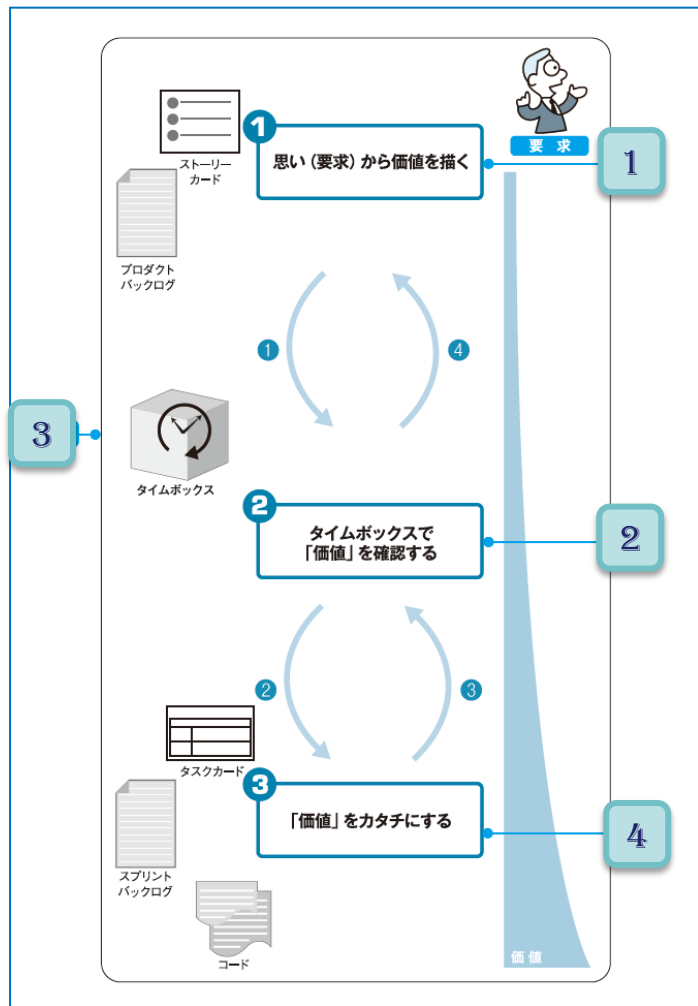 要求
1
思い(要求)から価値を描く
1
ストーリー
カード
プロダクト
バックログ
1
4
3
タイムボックス
2
タイムボックスで
「価値」を確認する
2
2
3
タスクカード
3
「価値」をカタチにする
4
スプリント
バックログ
コード
価値